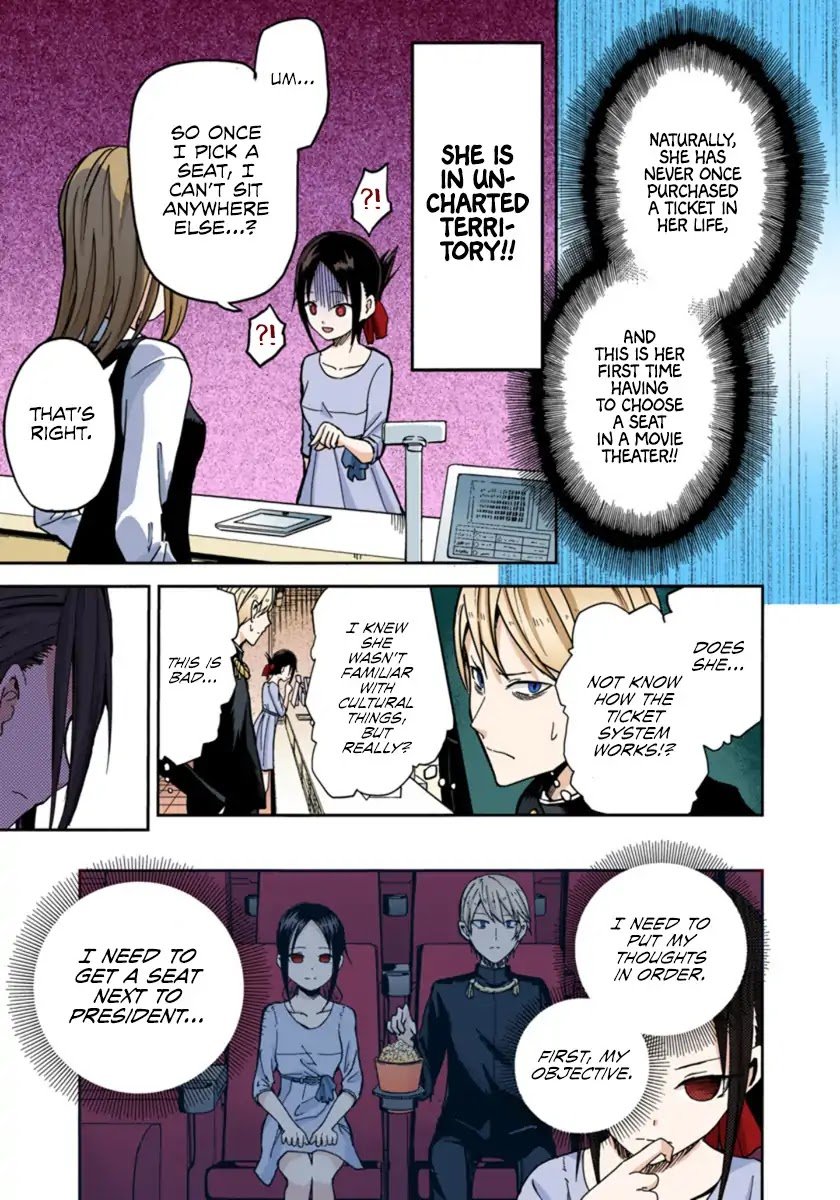 NATURALLY,
SHE HAS
NEVER ONCE
PURCHASED
A TICKET IN
HER LIFE,
AND
THIS IS HER
FIRST TIME
HAVING
TO CHOOSE
A SEAT
IN A MOVIE
THEATER!!
SHE IS
IN UN-
CHARTED
TERRI-
TORY!!
UM...
SO ONCE
I PICK A
SEAT, I
CAN'T SIT
ANYWHERE
ELSE...?
?!
?!
THAT'S
RIGHT.
DOES
SHE...
NOT KNOW
HOW THE
TICKET
SYSTEM
WORKS!?
I KNEW
SHE
WASN'T
FAMILIAR
WITH
CULTURAL
THINGS,
BUT
REALLY?
THIS IS
BAD...
I NEED TO
PUT MY
THOUGHTS
IN ORDER.
FIRST, MY
OBJECTIVE.
I NEED TO
GET A SEAT
NEXT TO
PRESIDENT...